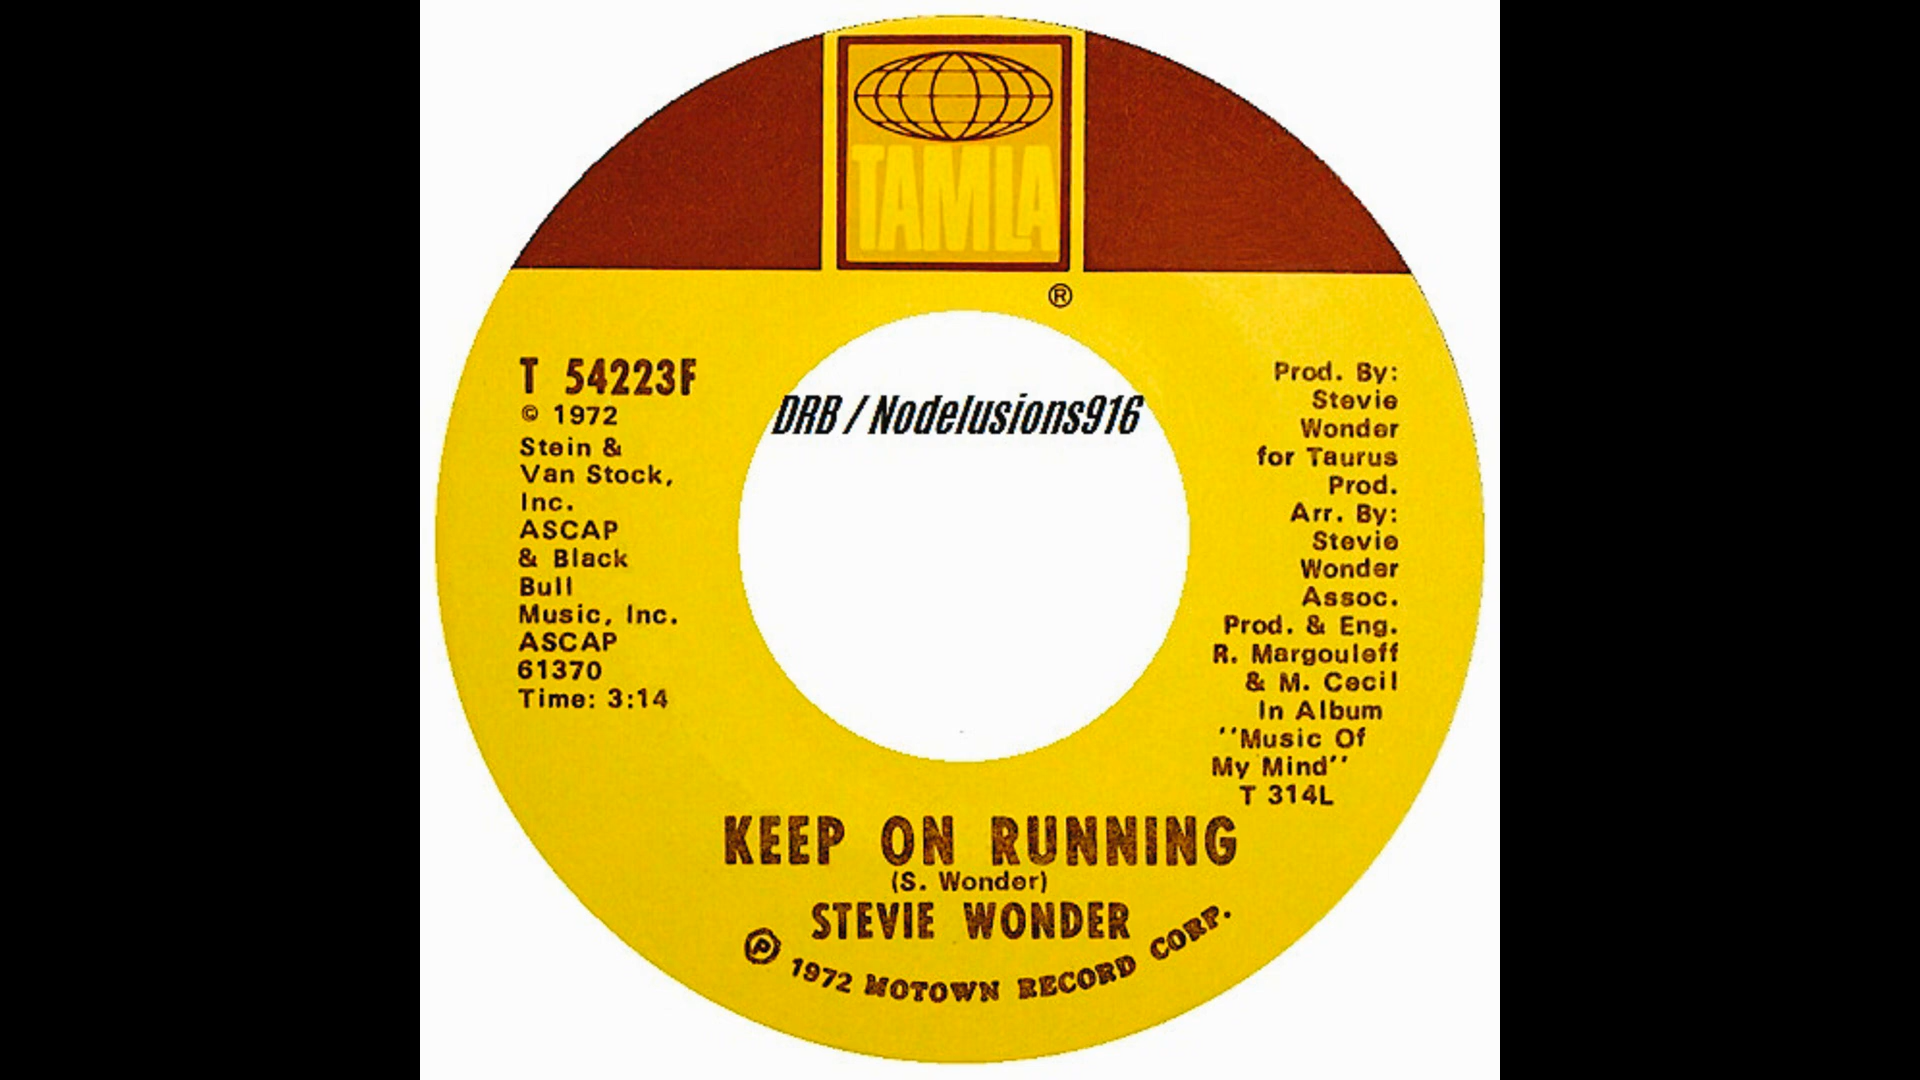 TAMLA
®
T 54223F
© 1972
Stein &
Van Stock,
Inc.
ASCAP
& Black
Bull
Music, Inc.
ASCAP
61370
Time: 3:14
DRB / Nodelusions916
Prod. By:
Stevie
Wonder
for Taurus
Prod.
Arr. By:
Stevie
Wonder
Assoc.
Prod. & Eng.
R. Margouleff
& M. Cecil
In Album
''Music Of
My Mind''
T 314L
KEEP ON RUNNING
(S. Wonder)
STEVIE WONDER
℗ 1972 MOTOWN RECORD CORP.